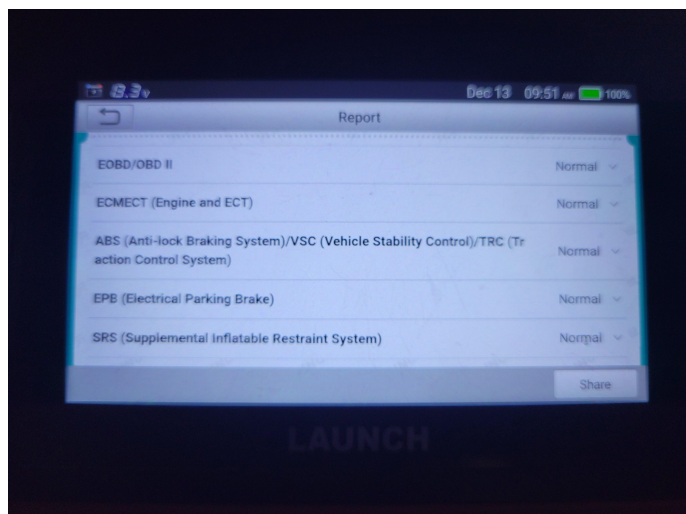 8.3v Dec 13 09:51 AM 100%
Report
EOBD/OBD II Normal
ECMECT (Engine and ECT) Normal
ABS (Anti-lock Braking System)/VSC (Vehicle Stability Control)/TRC (Tr
action Control System) Normal
EPB (Electrical Parking Brake) Normal
SRS (Supplemental Inflatable Restraint System) Normal
Share
LAUNCH